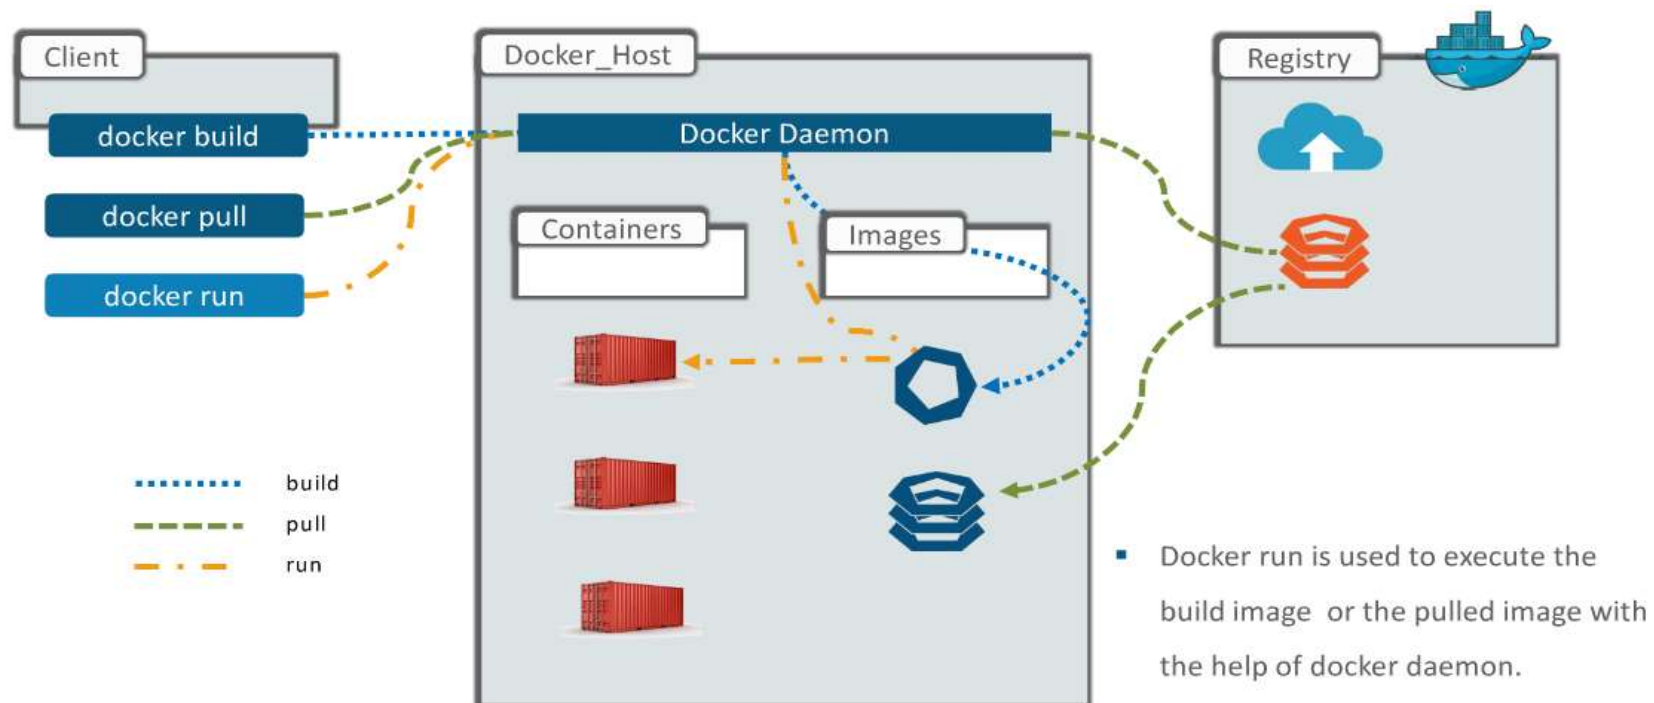 Client
docker build
docker pull
docker run
Docker_Host
Docker Daemon
Containers
Images
Registry
build
pull
run
Docker run is used to execute the
build image or the pulled image with
the help of docker daemon.